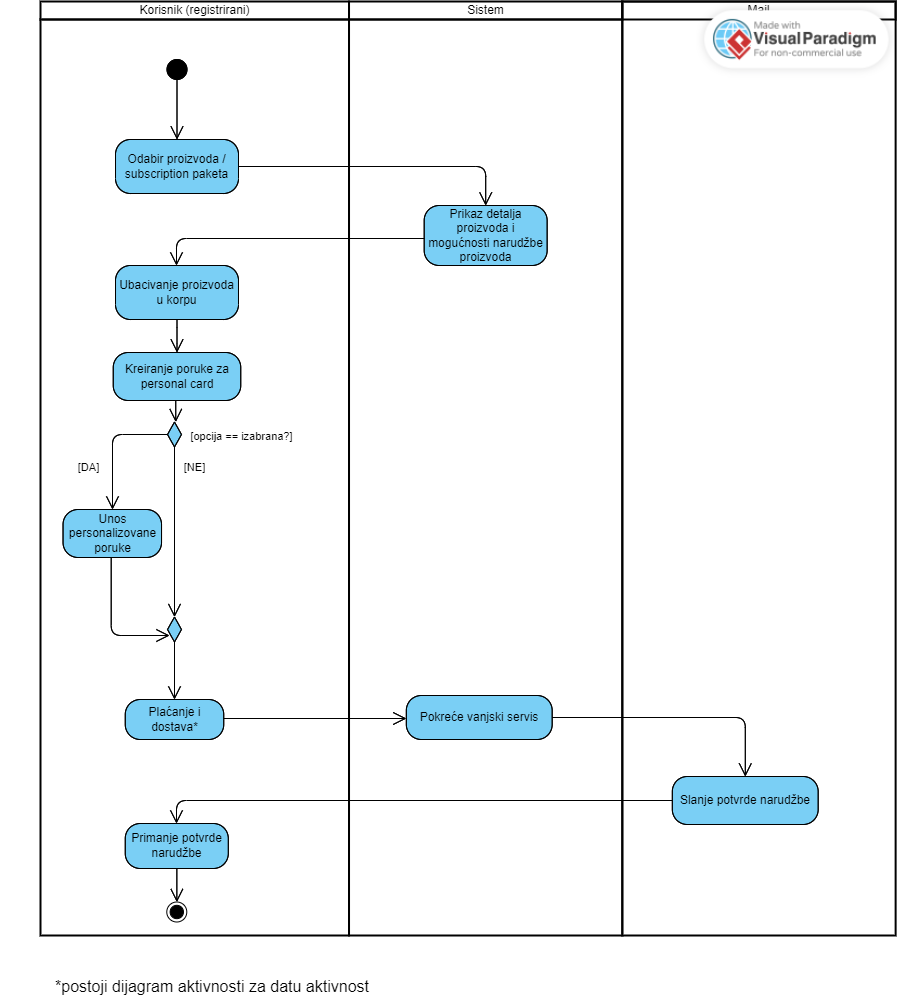 Korisnik (registrirani)
Sistem
Mail
Made with
VisualParadigm
For non-commercial use
Odabir proizvoda /
subscription paketa
Prikaz detalja
proizvoda i
mogućnosti narudžbe
proizvoda
Ubacivanje proizvoda
u korpu
Kreiranje poruke za
personal card
[opcija == izabrana?]
[DA]
[NE]
Unos
personalizovane
poruke
Plaćanje i
dostava*
Pokreće vanjski servis
Slanje potvrde narudžbe
Primanje potvrde
narudžbe
*postoji dijagram aktivnosti za datu aktivnost